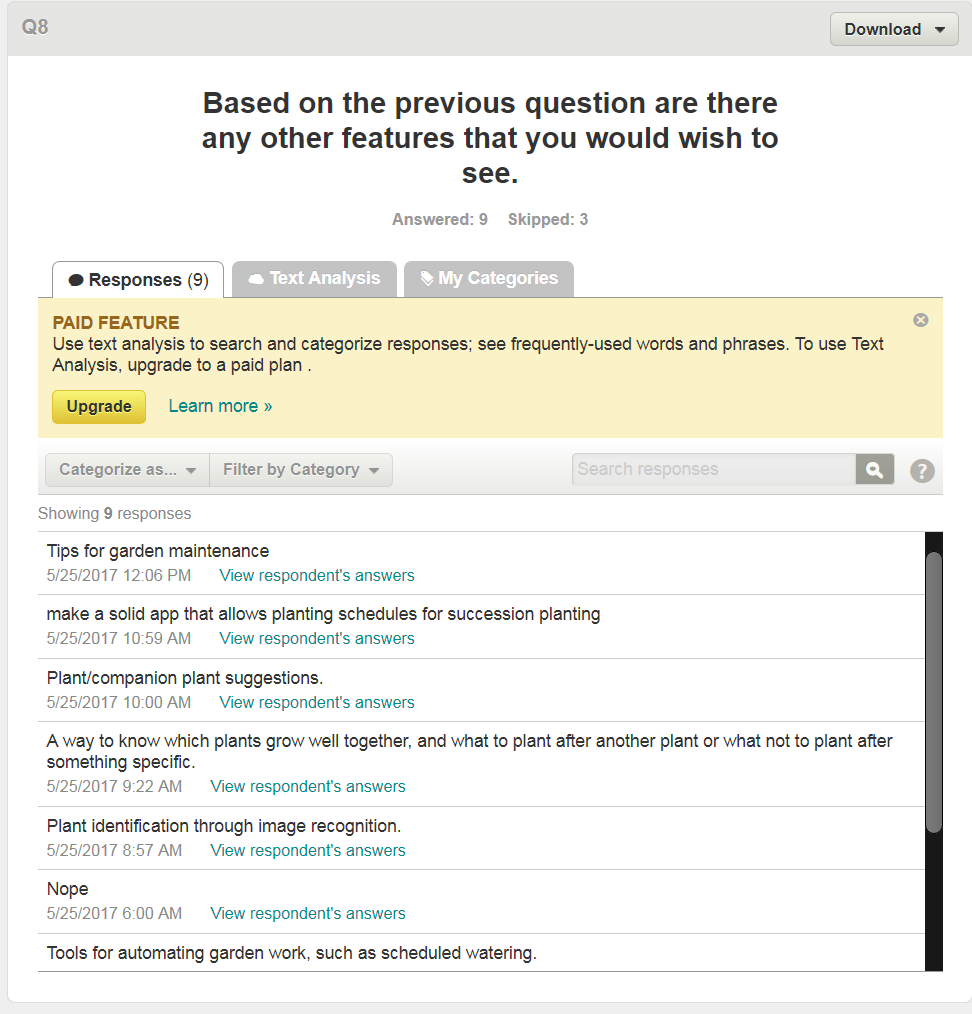 Q8
Download
Based on the previous question are there
any other features that you would wish to
see.
Answered: 9 Skipped: 3
Responses (9) Text Analysis My Categories
PAID FEATURE
Use text analysis to search and categorize responses; see frequently-used words and phrases. To use Text
Analysis, upgrade to a paid plan .
Upgrade Learn more »
Categorize as... Filter by Category Search responses ?
Showing 9 responses
Tips for garden maintenance
5/25/2017 12:06 PM View respondent's answers
make a solid app that allows planting schedules for succession planting
5/25/2017 10:59 AM View respondent's answers
Plant/companion plant suggestions.
5/25/2017 10:00 AM View respondent's answers
A way to know which plants grow well together, and what to plant after another plant or what not to plant after
something specific.
5/25/2017 9:22 AM View respondent's answers
Plant identification through image recognition.
5/25/2017 8:57 AM View respondent's answers
Nope
5/25/2017 6:00 AM View respondent's answers
Tools for automating garden work, such as scheduled watering.